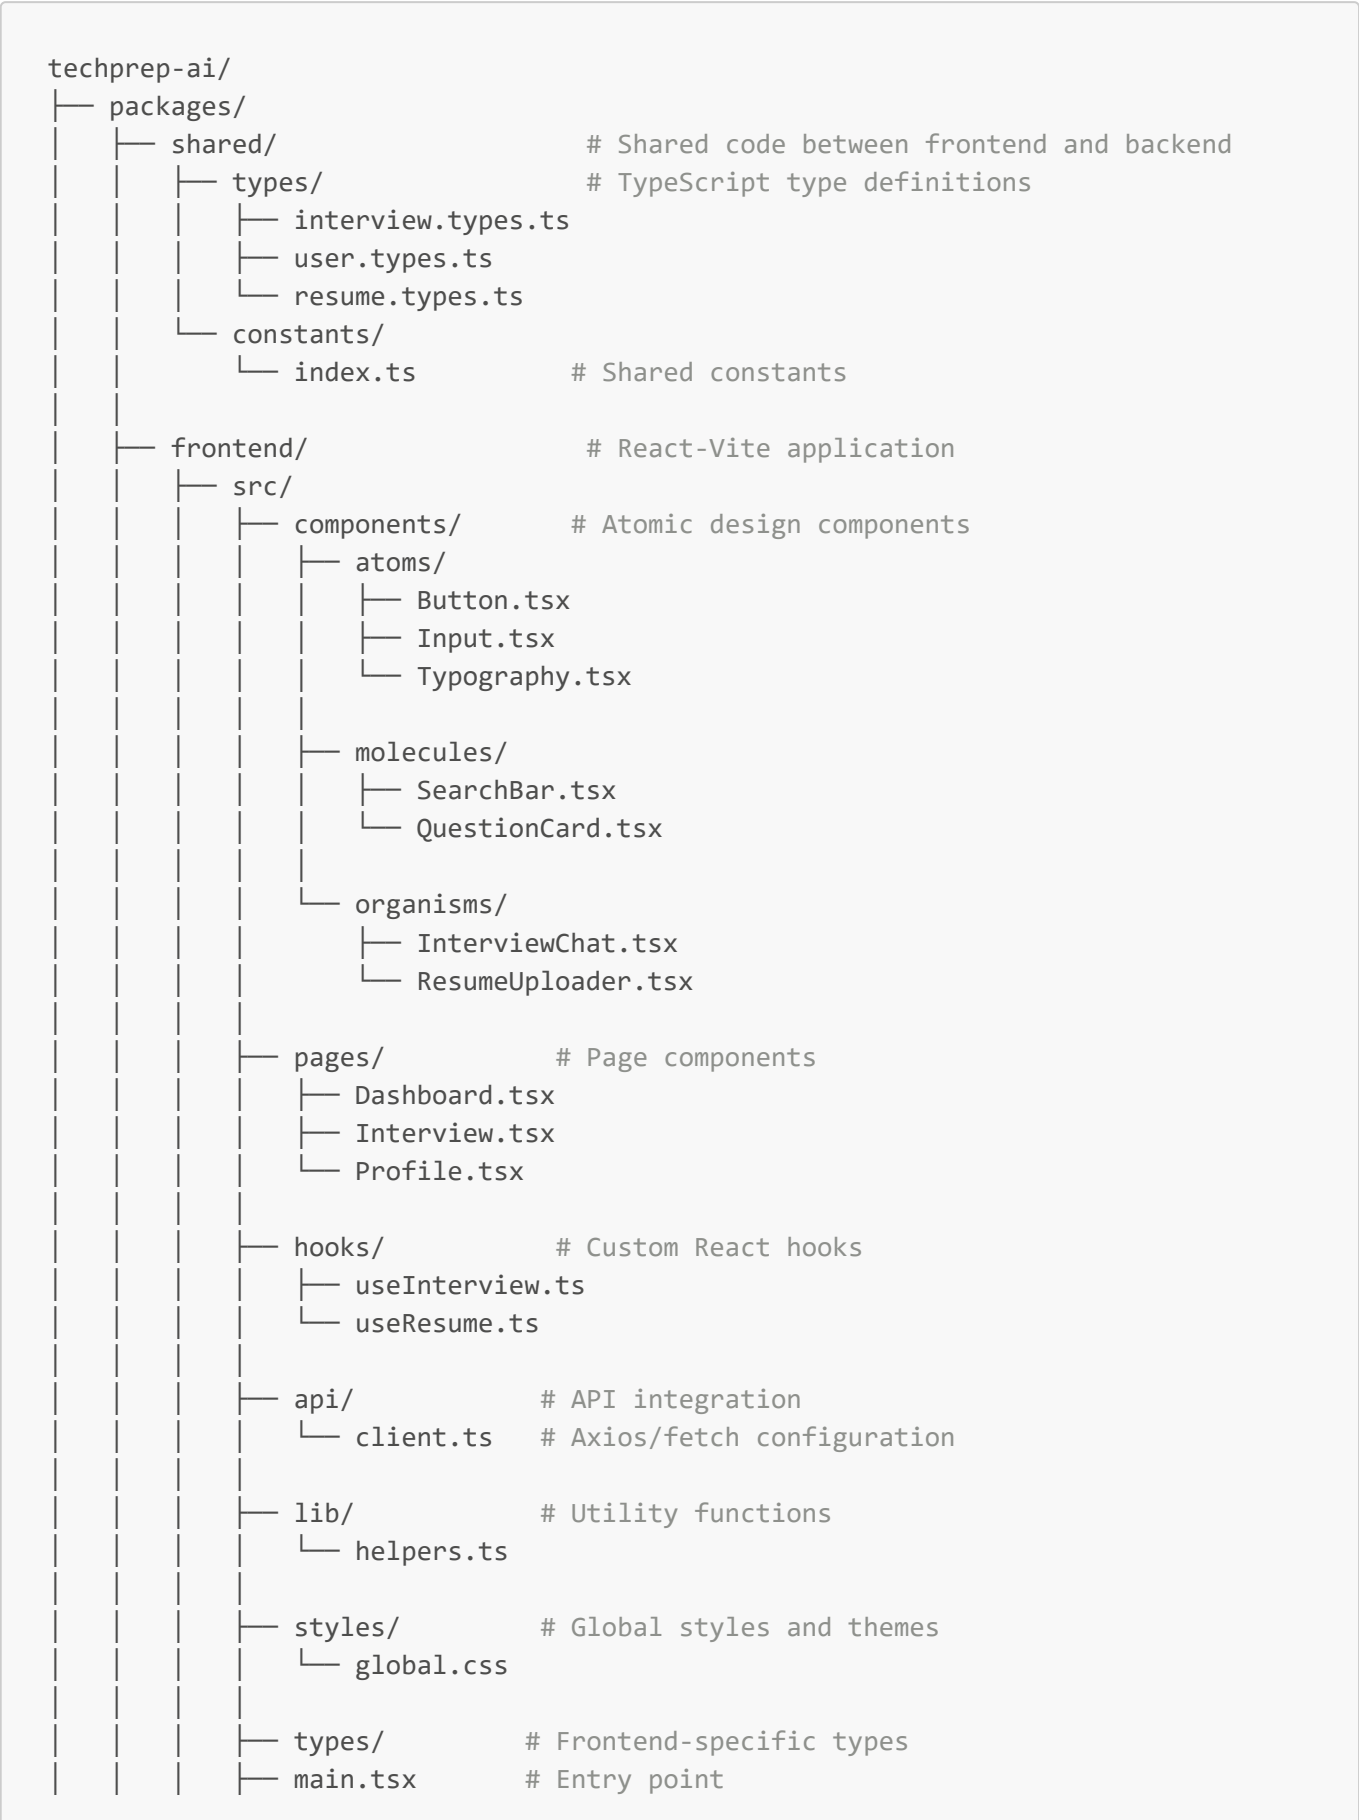 techprep-ai/
├── packages/
│   ├── shared/                    # Shared code between frontend and backend
│   │   ├── types/                 # TypeScript type definitions
│   │   │   ├── interview.types.ts
│   │   │   ├── user.types.ts
│   │   │   └── resume.types.ts
│   │   └── constants/
│   │       └── index.ts          # Shared constants
│   │
│   ├── frontend/                  # React-Vite application
│   │   ├── src/
│   │   │   ├── components/       # Atomic design components
│   │   │   │   ├── atoms/
│   │   │   │   │   ├── Button.tsx
│   │   │   │   │   ├── Input.tsx
│   │   │   │   │   └── Typography.tsx
│   │   │   │   │
│   │   │   │   ├── molecules/
│   │   │   │   │   ├── SearchBar.tsx
│   │   │   │   │   └── QuestionCard.tsx
│   │   │   │   │
│   │   │   │   └── organisms/
│   │   │   │       ├── InterviewChat.tsx
│   │   │   │       └── ResumeUploader.tsx
│   │   │   │
│   │   │   ├── pages/           # Page components
│   │   │   │   ├── Dashboard.tsx
│   │   │   │   ├── Interview.tsx
│   │   │   │   └── Profile.tsx
│   │   │   │
│   │   │   ├── hooks/           # Custom React hooks
│   │   │   │   ├── useInterview.ts
│   │   │   │   └── useResume.ts
│   │   │   │
│   │   │   ├── api/            # API integration
│   │   │   │   └── client.ts   # Axios/fetch configuration
│   │   │   │
│   │   │   ├── lib/            # Utility functions
│   │   │   │   └── helpers.ts
│   │   │   │
│   │   │   ├── styles/         # Global styles and themes
│   │   │   │   └── global.css
│   │   │   │
│   │   │   ├── types/         # Frontend-specific types
│   │   │   ├── main.tsx       # Entry point